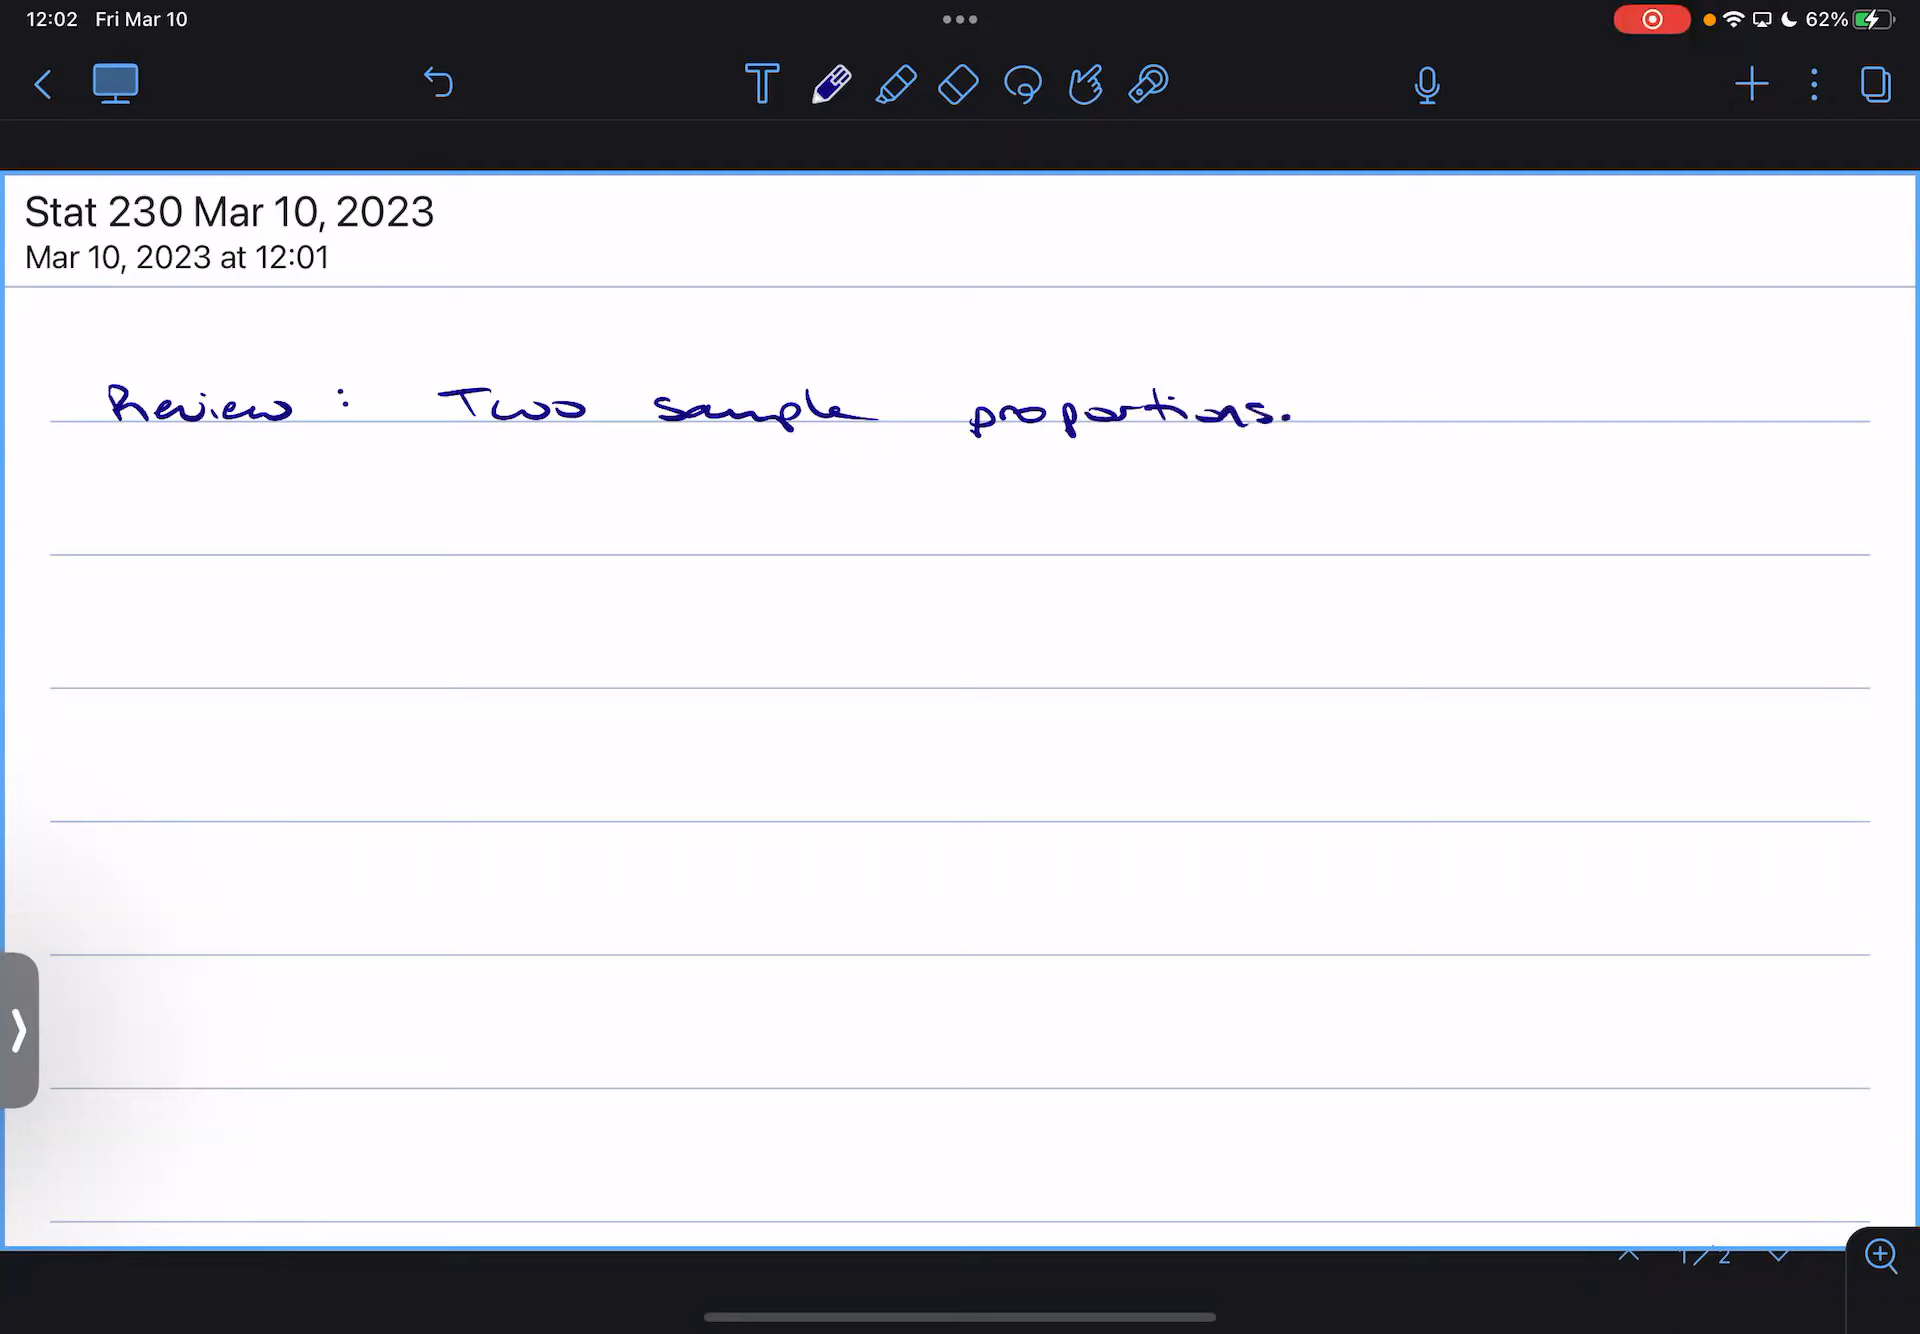 12:02 Fri Mar 10
62%
Stat 230 Mar 10, 2023
Mar 10, 2023 at 12:01
Review : Two sample proportions.
1/2